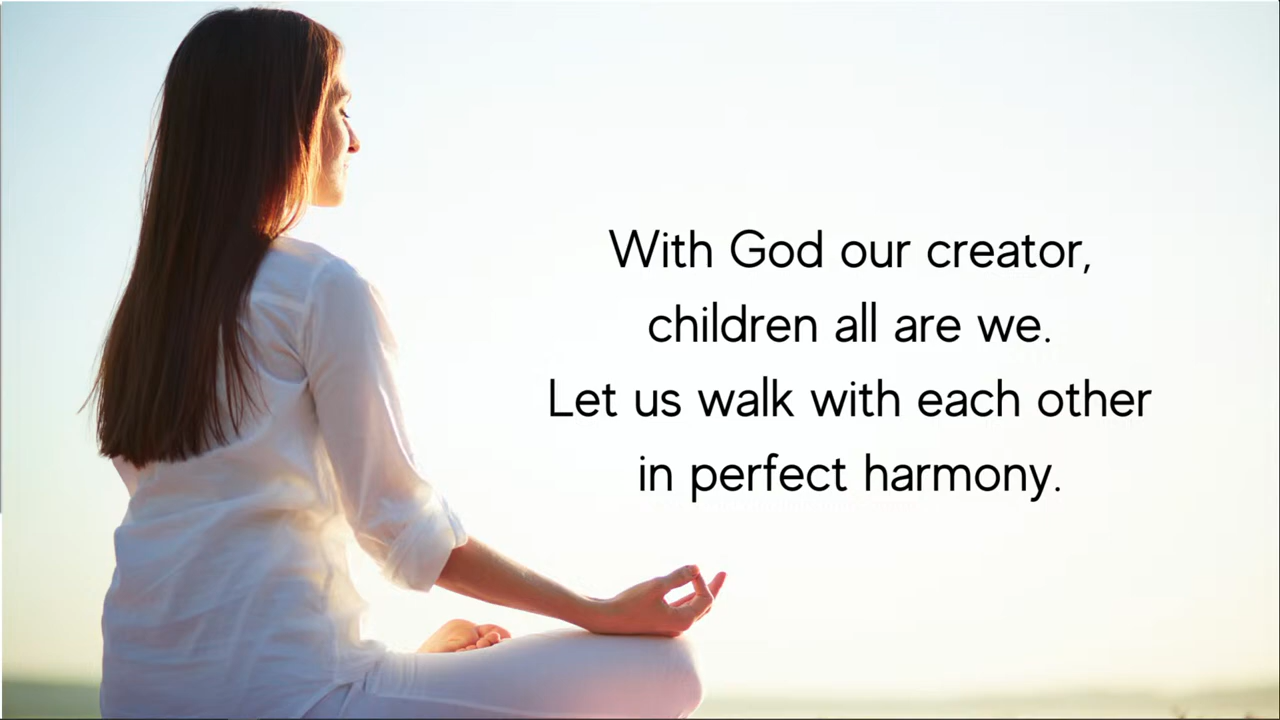 With God our creator,
children all are we.
Let us walk with each other
in perfect harmony.